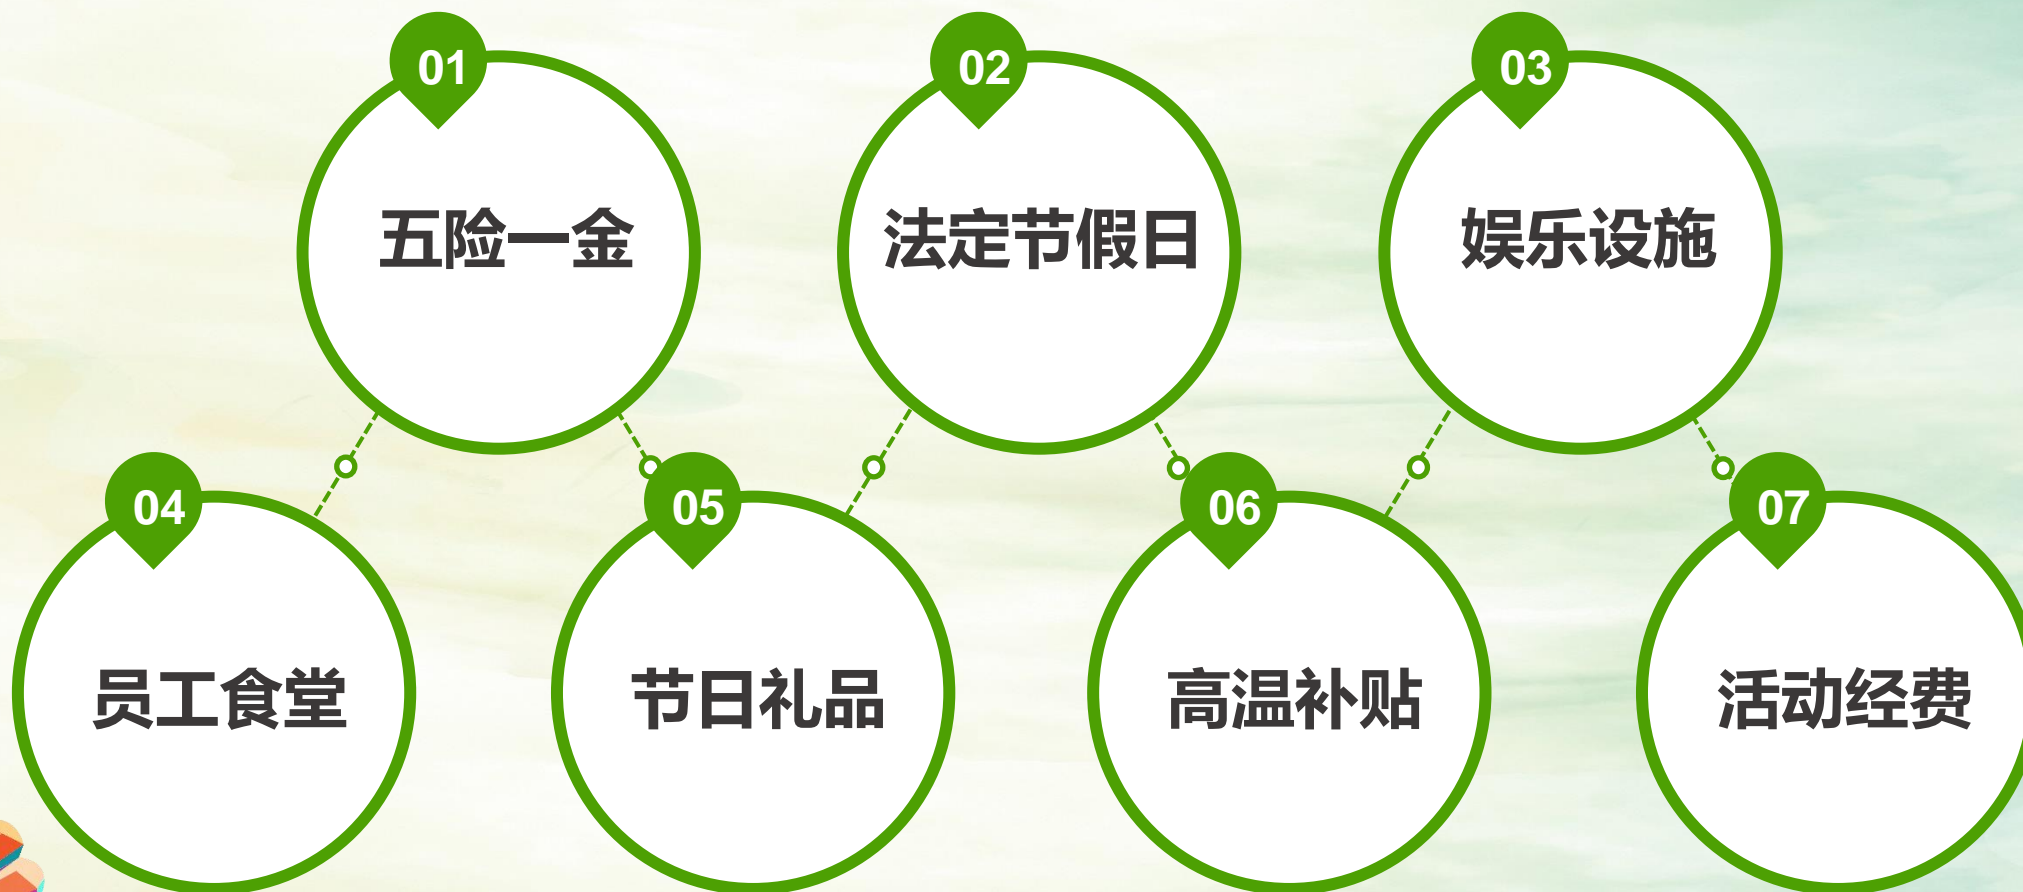 01
五险一金
02
法定节假日
03
娱乐设施
04
员工食堂
05
节日礼品
06
高温补贴
07
活动经费